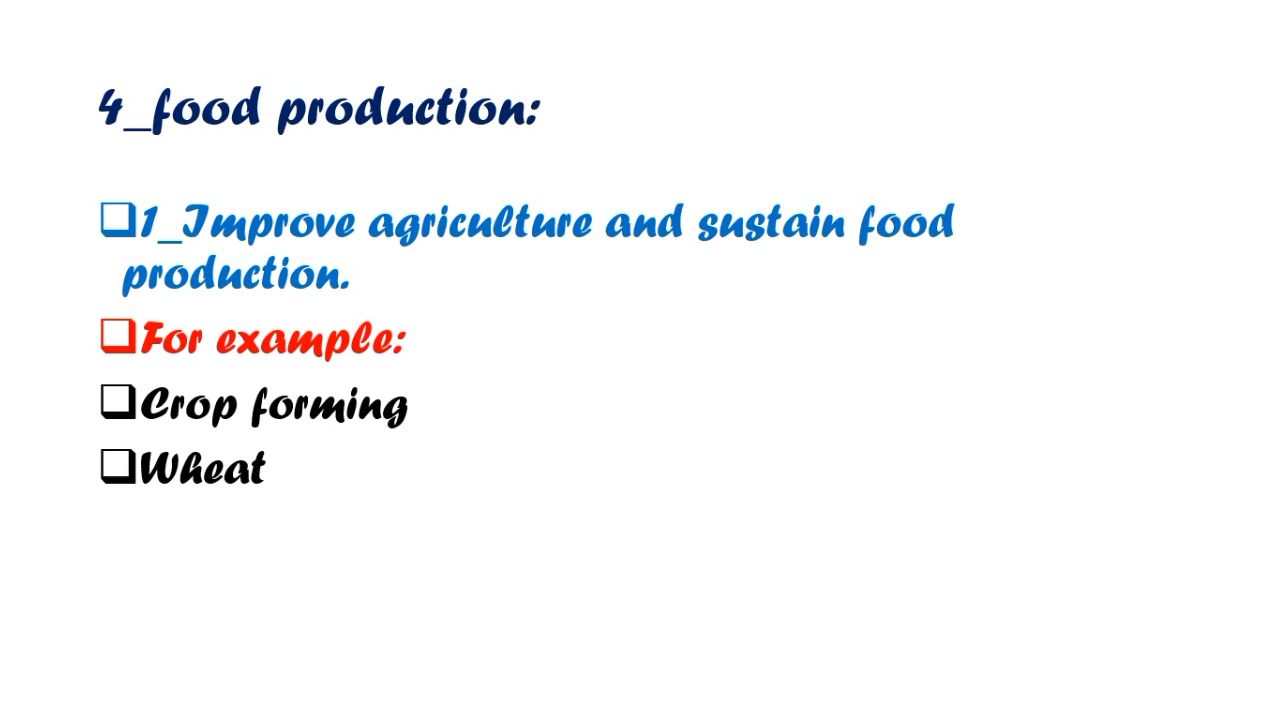 4_food production:
❑1_Improve agriculture and sustain food
production.
❑For example:
❑Crop forming
❑Wheat